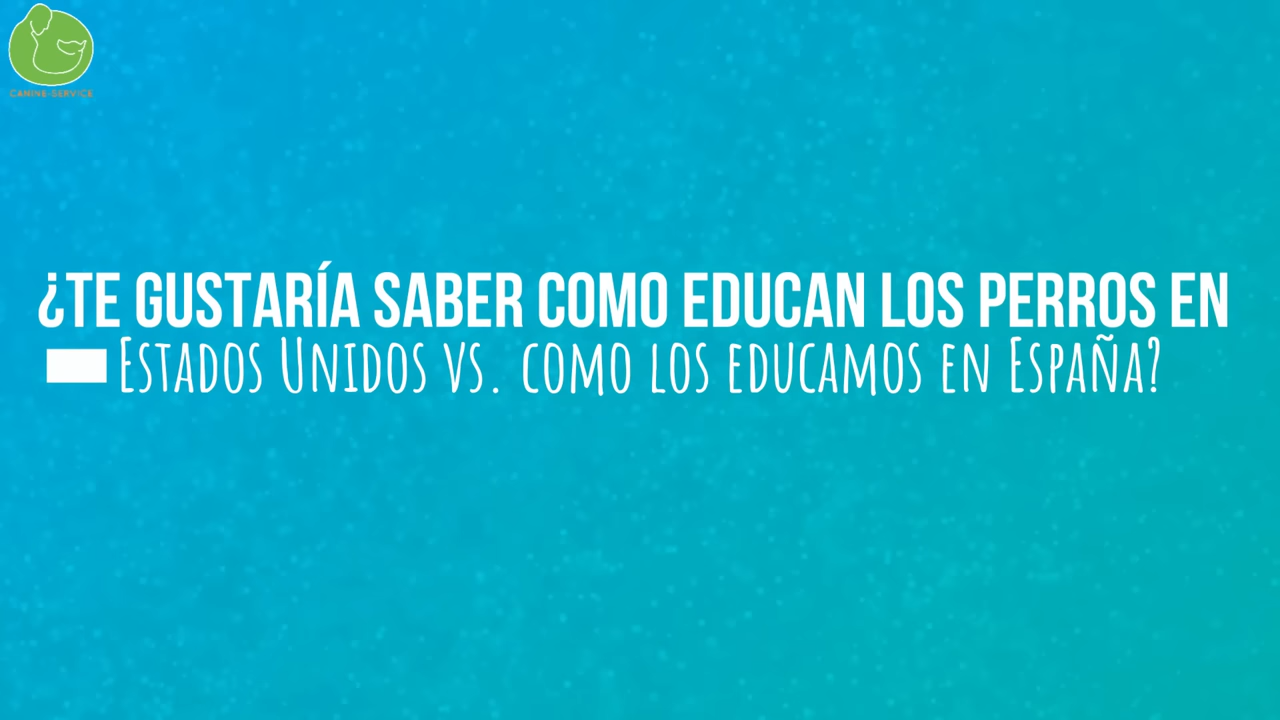 CANINE-SERVICE
¿TE GUSTARÍA SABER COMO EDUCAN LOS PERROS EN
Estados Unidos vs. como los educamos en España?